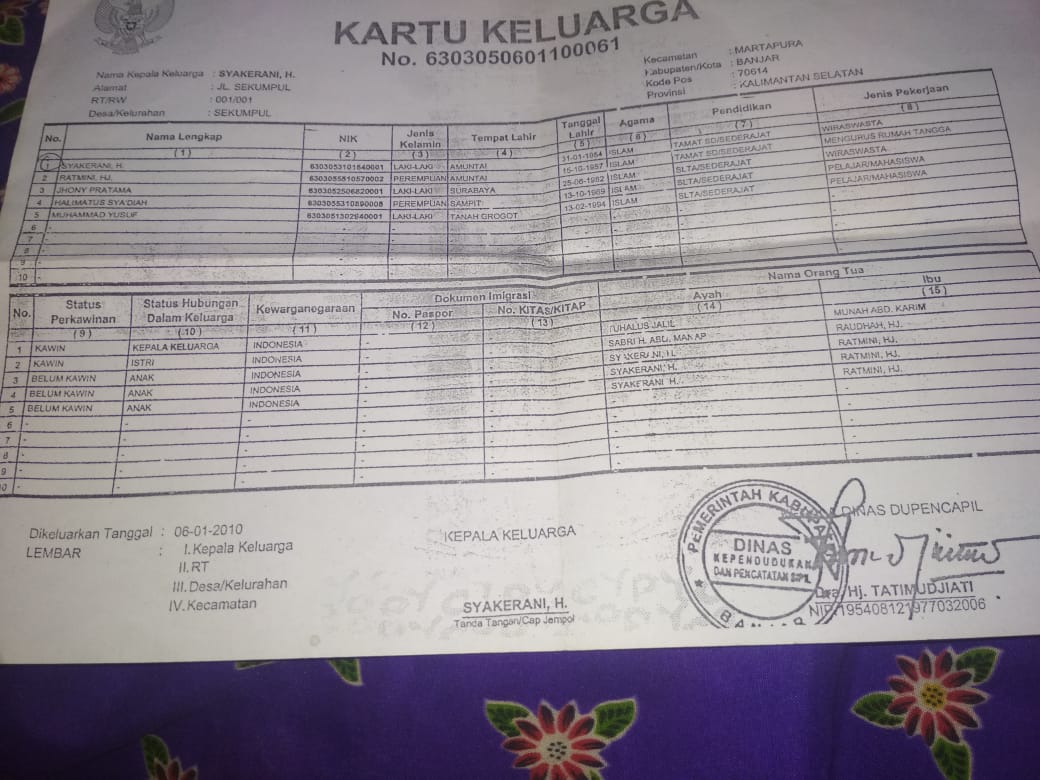 KARTU KELUARGA
No. 6303050601100061
Nama Kepala Keluarga : SYAKERANI, H.
Alamat : JL. SEKUMPUL
RT/RW : 001/001
Desa/Kelurahan : SEKUMPUL
Kecamatan : MARTAPURA
Kabupaten/Kota : BANJAR
Kode Pos : 70614
Provinsi : KALIMANTAN SELATAN
No. Nama Lengkap NIK Jenis Kelamin Tempat Lahir Tanggal Lahir Agama Pendidikan Jenis Pekerjaan
(1) (2) (3) (4) (5) (6) (7) (8)
1 SYAKERANI, H. 6303053101640001 LAKI-LAKI AMUNTAI 31-01-1964 ISLAM TAMAT SD/SEDERAJAT WIRASWASTA
2 RATMINI, HJ. 6303055810570002 PEREMPUAN AMUNTAI 15-10-1957 ISLAM TAMAT SD/SEDERAJAT MENGURUS RUMAH TANGGA
3 JHONY PRATAMA 6303052506820001 LAKI-LAKI SURABAYA 25-06-1982 ISLAM SLTA/SEDERAJAT WIRASWASTA
4 HALIMATUS SYA'DIAH 6303055310890008 PEREMPUAN SAMPIT 13-10-1989 ISLAM SLTA/SEDERAJAT PELAJAR/MAHASISWA
5 MUHAMMAD YUSUF 6303051302940001 LAKI-LAKI TANAH GROGOT 13-02-1994 ISLAM SLTA/SEDERAJAT PELAJAR/MAHASISWA
6 - - - - - - - -
7 - - - - - - - -
8 - - - - - - - -
9 - - - - - - - -
10 - - - - - - - -
No. Status Perkawinan Status Hubungan Dalam Keluarga Kewarganegaraan Dokumen Imigrasi Nama Orang Tua
No. Paspor No. KITAS/KITAP Ayah Ibu
(9) (10) (11) (12) (13) (14) (15)
1 KAWIN KEPALA KELUARGA INDONESIA - - TUHALUS JALIL MUNAH ABD. KARIM
2 KAWIN ISTRI INDONESIA - - SABRI H. ABD. MANAP RAUDHAH, HJ.
3 BELUM KAWIN ANAK INDONESIA - - SYAKERANI, H. RATMINI, HJ.
4 BELUM KAWIN ANAK INDONESIA - - SYAKERANI, H. RATMINI, HJ.
5 BELUM KAWIN ANAK INDONESIA - - SYAKERANI H. RATMINI, HJ.
6 - - - - - - -
7 - - - - - - -
8 - - - - - - -
9 - - - - - - -
10 - - - - - - -
Dikeluarkan Tanggal : 06-01-2010
LEMBAR : I. Kepala Keluarga
II. RT
III. Desa/Kelurahan
IV. Kecamatan
KEPALA KELUARGA
SYAKERANI, H.
Tanda Tangan/Cap Jempol
DINAS DUPENCAPIL
PEMERINTAH KABUPA
DINAS
KEPENDUDUKAN
DAN PENCATATAN SIPIL
BANJAR
Dra. Hj. TATIMUDJIATI
NIP.195408121977032006